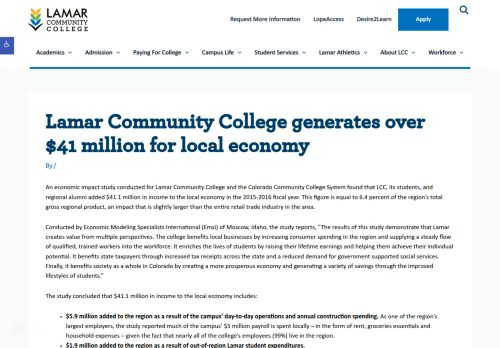 LAMAR
COMMUNITY
COLLEGE
Request More Information LopeAccess Desire2Learn Apply
Academics Admission Paying For College Campus Life Student Services Lamar Athletics About LCC Workforce
Lamar Community College generates over
$41 million for local economy
By /
An economic impact study conducted for Lamar Community College and the Colorado Community College System found that LCC, its students, and
regional alumni added $41.1 million to income to the local economy in the 2015-2016 fiscal year. This figure is equal to 6.4 percent of the region's total
gross regional product, an impact that is slightly larger than the entire retail trade industry in the area.
Conducted by Economic Modeling Specialists International (Emsi) of Moscow, Idaho, the study reports, "The results of this study demonstrate that Lamar
creates value from multiple perspectives. The college benefits local businesses by increasing consumer spending in the region and supplying a steady flow
of qualified, trained workers into the workforce. It enriches the lives of students by raising their lifetime earnings and helping them achieve their individual
potential. It benefits state taxpayers through increased tax receipts across the state and a reduced demand for government supported social services.
Finally, it benefits society as a whole in Colorado by creating a more prosperous economy and generating a variety of savings through the improved
lifestyles of students."
The study concluded that $41.1 million in income to the local economy includes:
• $5.9 million added to the region as a result of the campus' day-to-day operations and annual construction spending. As one of the region's
largest employers, the study reported much of the campus' $5 million payroll is spent locally – in the form of rent, groceries essentials and
household expenses – given the fact that nearly all of the college's employees (99%) live in the region.
• $1.9 million added to the region as a result of out-of-region Lamar student expenditures.